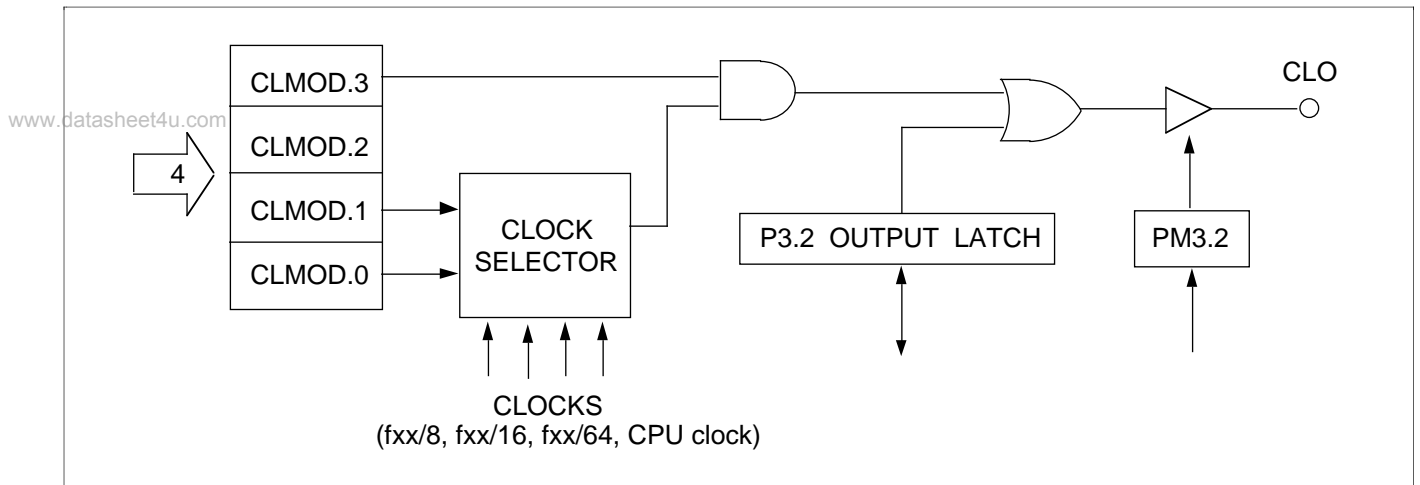 CLMOD.3
CLMOD.2
CLMOD.1
CLMOD.0
www.datasheet4u.com
4
CLOCK
SELECTOR
CLOCKS
(fxx/8, fxx/16, fxx/64, CPU clock)
P3.2 OUTPUT LATCH
PM3.2
CLO